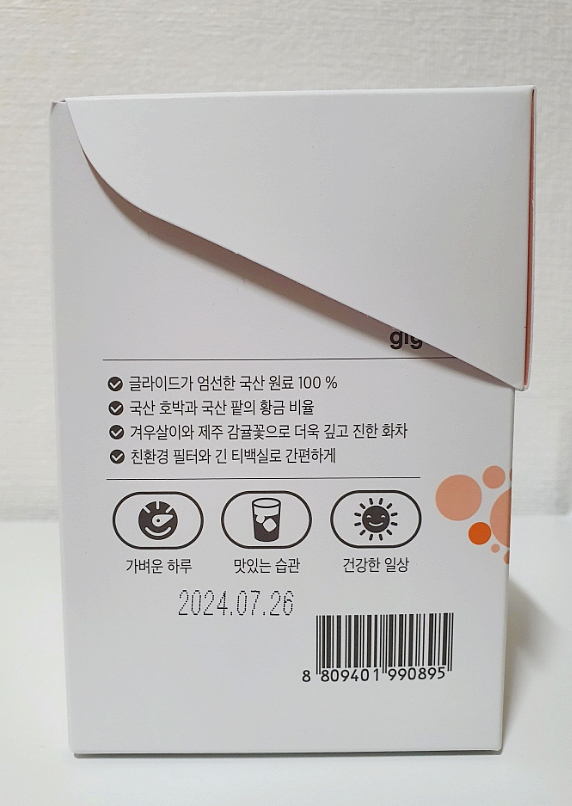 글라이드가 엄선한 국산 원료 100 %
국산 호박과 국산 팥의 황금 비율
겨우살이와 제주 감귤꽃으로 더욱 깊고 진한 화차
친환경 필터와 긴 티백실로 간편하게
가벼운 하루 맛있는 습관 건강한 일상
2024.07.26
8 809401 990895